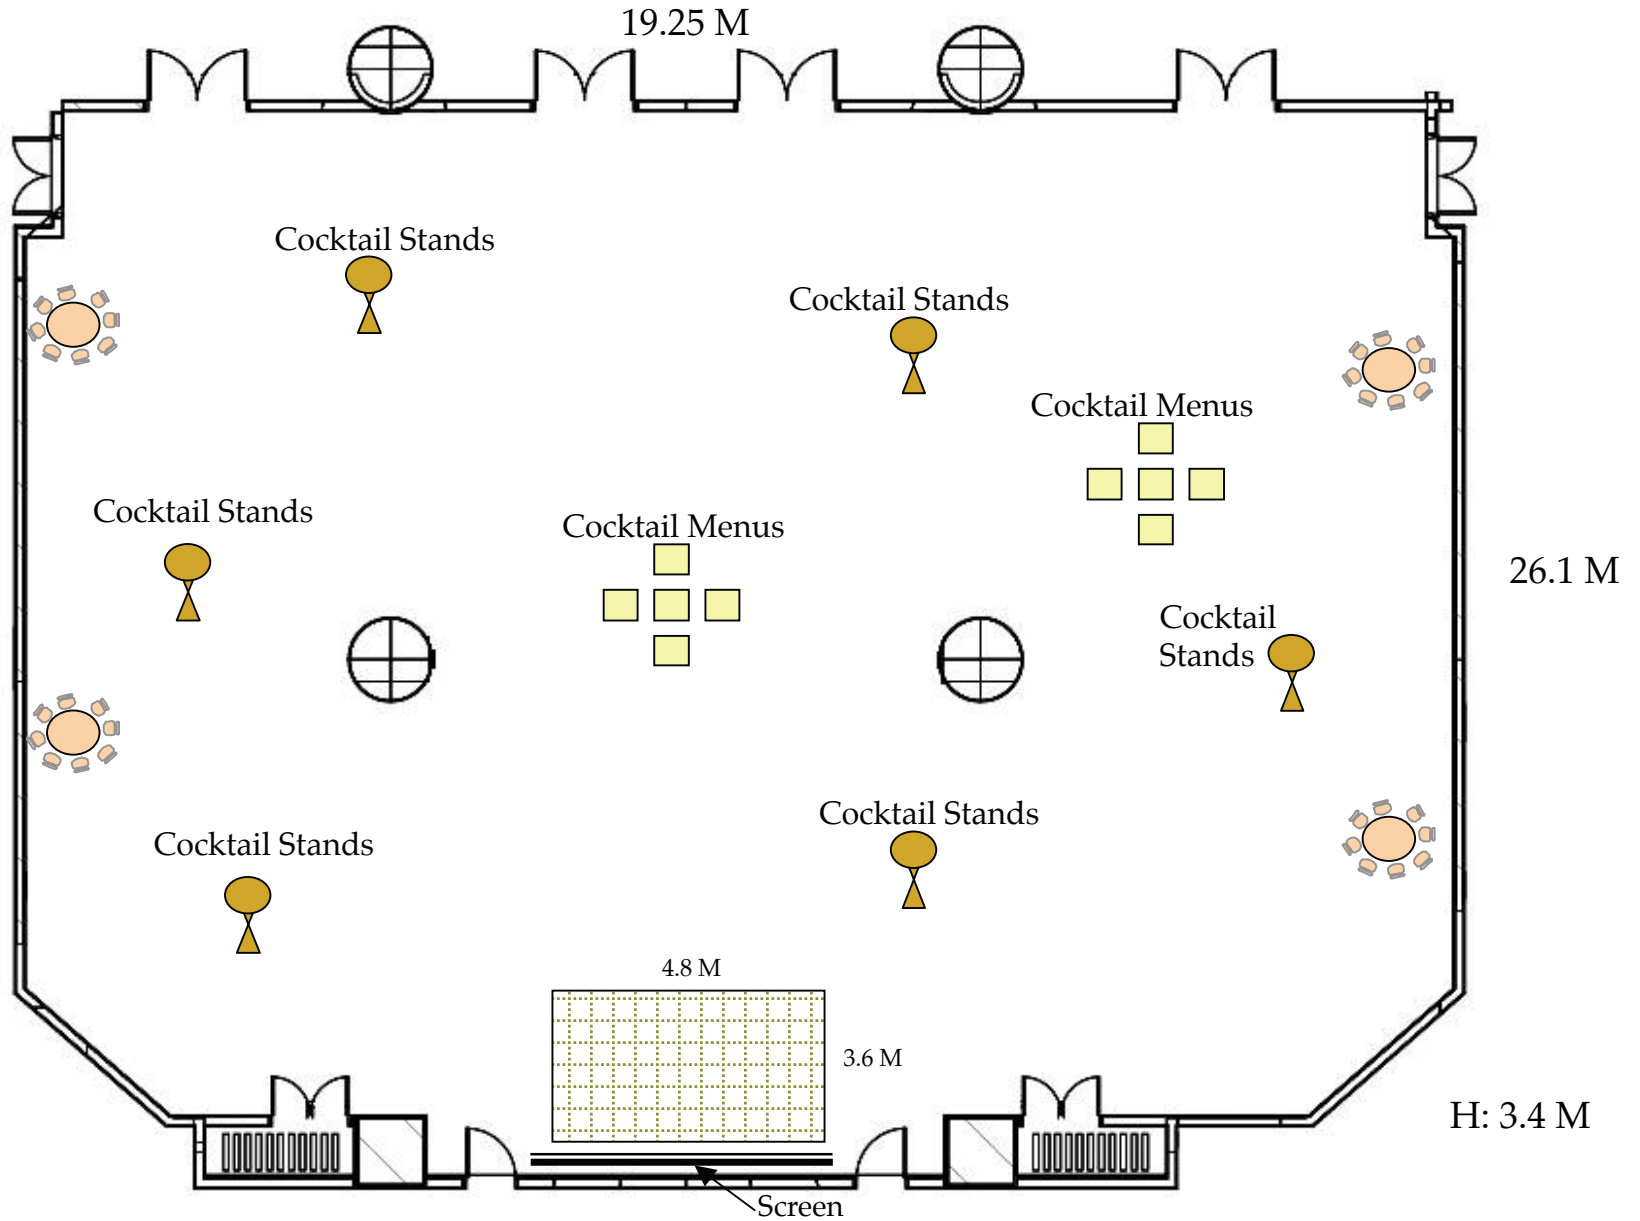 19.25 M
Cocktail Stands
Cocktail Stands
Cocktail Menus
Cocktail Stands
Cocktail Menus
26.1 M
Cocktail
Stands
Cocktail Stands
Cocktail Stands
4.8 M
3.6 M
H: 3.4 M
Screen